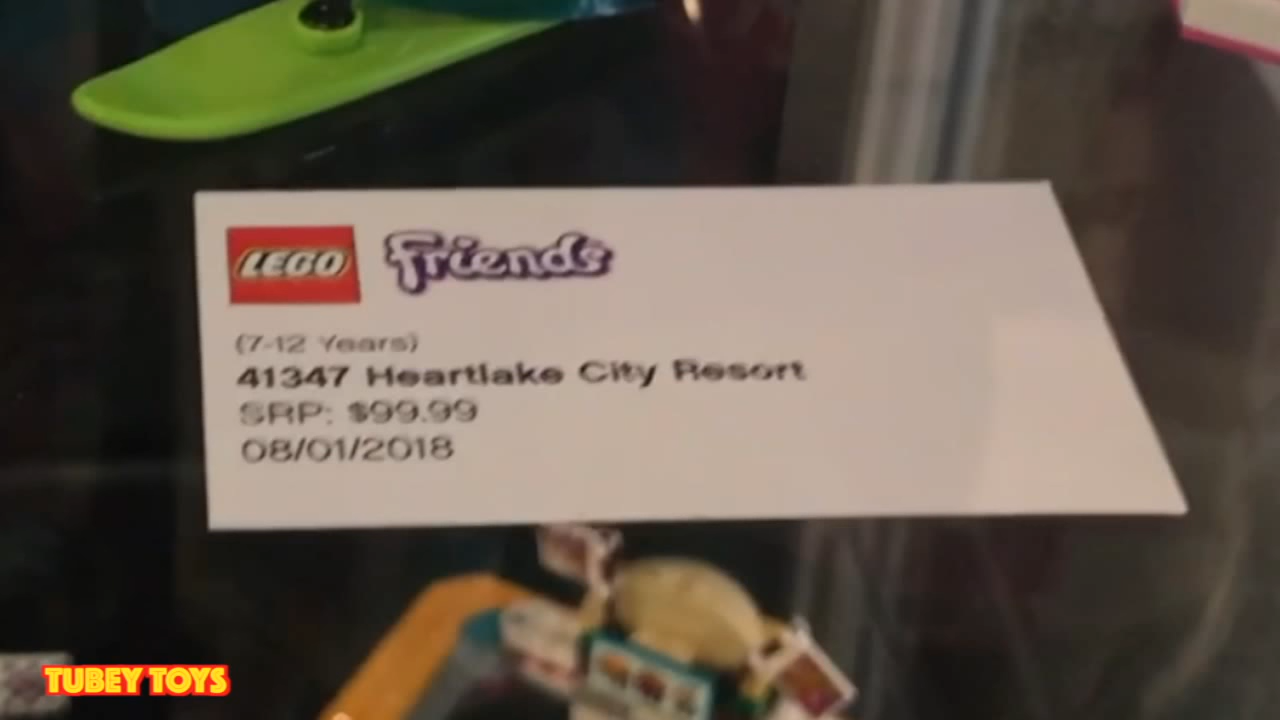 LEGO Friends
(7-12 Years)
41347 Heartlake City Resort
SRP: $99.99
08/01/2018
TUBEY TOYS